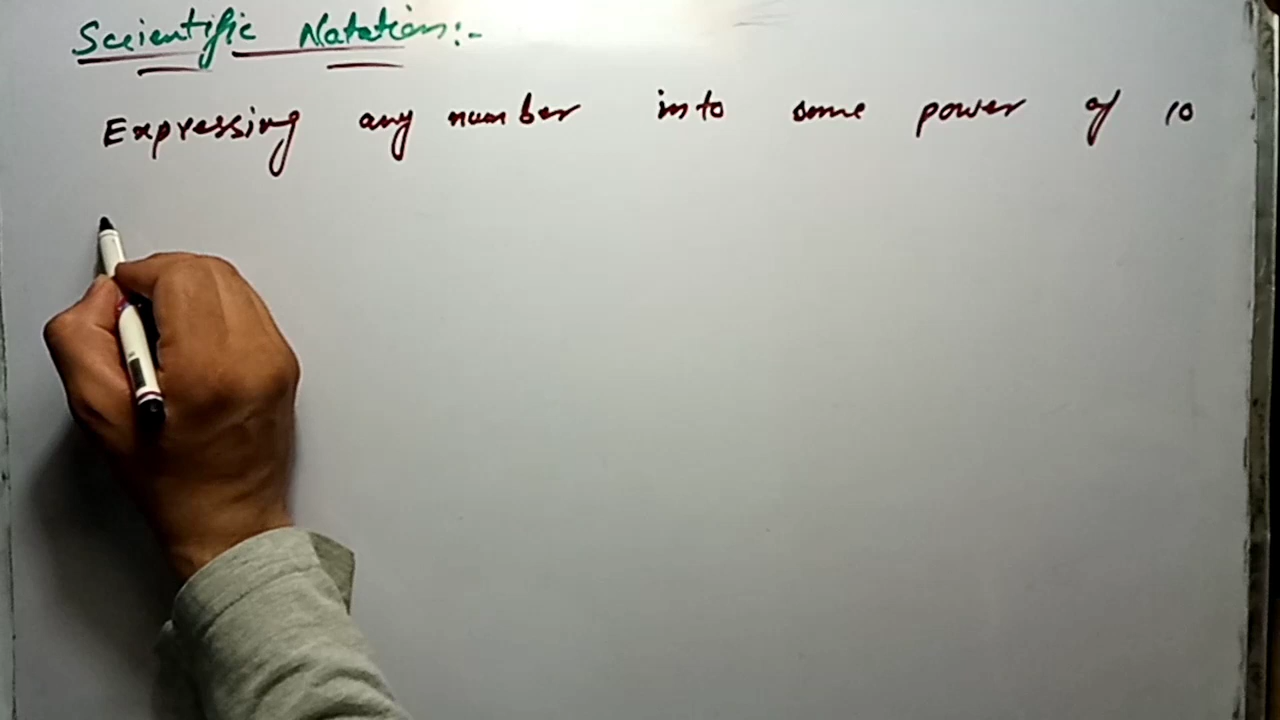 Scientific Notation:-
Expressing any number into some power of 10